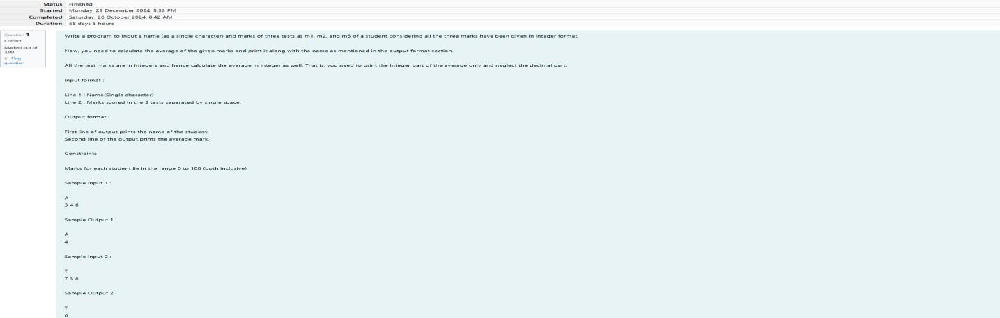 Status Finished
Started Monday, 23 December 2024, 5:33 PM
Completed Saturday, 26 October 2024, 8:42 AM
Duration 58 days 8 hours
Question 1
Correct
Marked out of
3.00
Flag
question
Write a program to input a name (as a single character) and marks of three tests as m1, m2, and m3 of a student considering all the three marks have been given in integer format.
Now, you need to calculate the average of the given marks and print it along with the name as mentioned in the output format section.
All the test marks are in integers and hence calculate the average in integer as well. That is, you need to print the integer part of the average only and neglect the decimal part.
Input format :
Line 1 : Name(Single character)
Line 2 : Marks scored in the 3 tests separated by single space.
Output format :
First line of output prints the name of the student.
Second line of the output prints the average mark.
Constraints
Marks for each student lie in the range 0 to 100 (both inclusive)
Sample Input 1 :
A
3 4 6
Sample Output 1 :
A
4
Sample Input 2 :
T
7 3 8
Sample Output 2 :
T
6